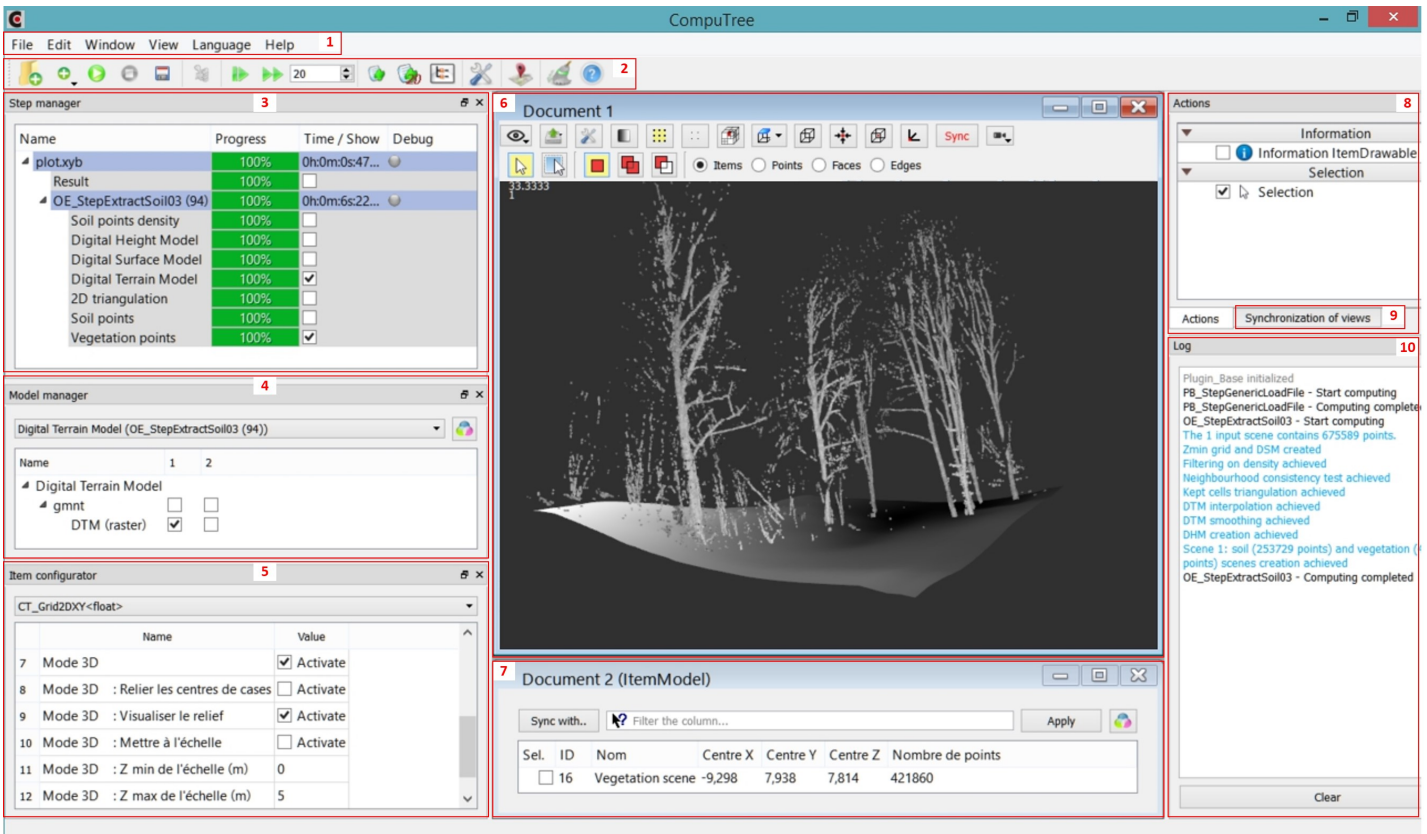 CompuTree
File Edit Window View Language Help 1
20 2
Step manager 3
Name Progress Time / Show Debug
plot.xyb 100% 0h:0m:0s:47...
Result 100%
OE_StepExtractSoil03 (94) 100% 0h:0m:6s:22...
Soil points density 100%
Digital Height Model 100%
Digital Surface Model 100%
Digital Terrain Model 100%
2D triangulation 100%
Soil points 100%
Vegetation points 100%
Model manager 4
Digital Terrain Model (OE_StepExtractSoil03 (94))
Name 1 2
Digital Terrain Model
gmnt
DTM (raster)
Item configurator 5
CT_Grid2DXY<float>
Name Value
7 Mode 3D Activate
8 Mode 3D : Relier les centres de cases Activate
9 Mode 3D : Visualiser le relief Activate
10 Mode 3D : Mettre à l'échelle Activate
11 Mode 3D : Z min de l'échelle (m) 0
12 Mode 3D : Z max de l'échelle (m) 5
6 Document 1
Sync
Items Points Faces Edges
33.3333
1
7 Document 2 (ItemModel)
Sync with.. Filter the column... Apply
Sel. ID Nom Centre X Centre Y Centre Z Nombre de points
16 Vegetation scene -9,298 7,938 7,814 421860
Actions 8
Information
Information ItemDrawable
Selection
Selection
Actions Synchronization of views 9
Log 10
Plugin_Base initialized
PB_StepGenericLoadFile - Start computing
PB_StepGenericLoadFile - Computing complete
OE_StepExtractSoil03 - Start computing
The 1 input scene contains 675589 points.
Zmin grid and DSM created
Filtering on density achieved
Neighbourhood consistency test achieved
Kept cells triangulation achieved
DTM interpolation achieved
DTM smoothing achieved
DHM creation achieved
Scene 1: soil (253729 points) and vegetation (
points) scenes creation achieved
OE_StepExtractSoil03 - Computing completed
Clear